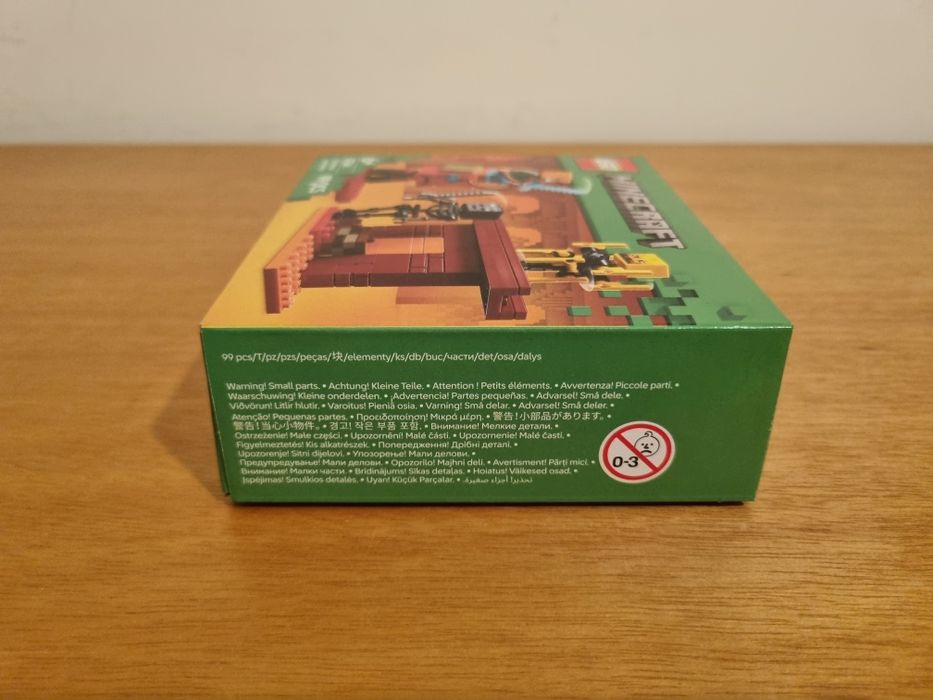 LEGO
MINECRAFT
99 pcs/T/pz/pzs/peças/块/elementy/ks/db/buc/части/det/osa/dalys
Warning! Small parts. • Achtung! Kleine Teile. • Attention ! Petits éléments. • Avvertenza! Piccole parti. •
Waarschuwing! Kleine onderdelen. • ¡Advertencia! Partes pequeñas. • Advarsel! Små dele. •
Viðvörun! Litlir hlutir. • Varoitus! Pieniä osia. • Varning! Små delar. • Advarsel! Små deler. •
Atenção! Pequenas partes. • Προειδοποίηση! Μικρά μέρη. • 警告！小部品があります。 •
警告！当心小物件。 • 경고! 작은 부품 포함. • Внимание! Мелкие детали. •
Ostrzeżenie! Małe części. • Upozornění! Malé části. • Upozornenie! Malé časti. •
Figyelmeztetés! Kis alkatrészek. • Попередження! Дрібні деталі. •
Upozorenje! Sitni dijelovi. • Упозорење! Мали делови. •
Предупредување! Мали делови. • Opozorilo! Majhni deli. • Avertisment! Părți mici. •
Внимание! Малки части. • Brīdinājums! Sīkas detaļas. • Hoiatus! Väikesed osad. •
Įspėjimas! Smulkios detalės. • Uyarı! Küçük Parçalar. • تحذير! أجزاء صغيرة.
0-3